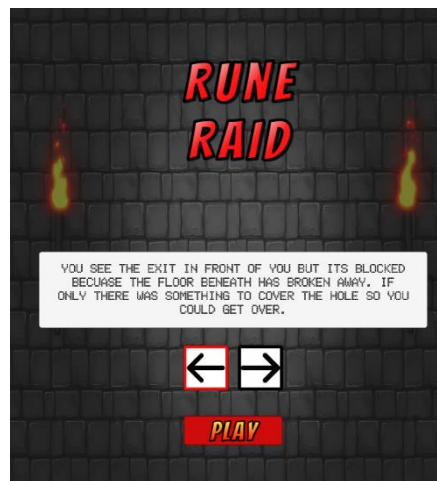 RUNE
RAID
YOU SEE THE EXIT IN FRONT OF YOU BUT ITS BLOCKED
BECUASE THE FLOOR BENEATH HAS BROKEN AWAY. IF
ONLY THERE WAS SOMETHING TO COVER THE HOLE SO YOU
COULD GET OVER.
PLAY